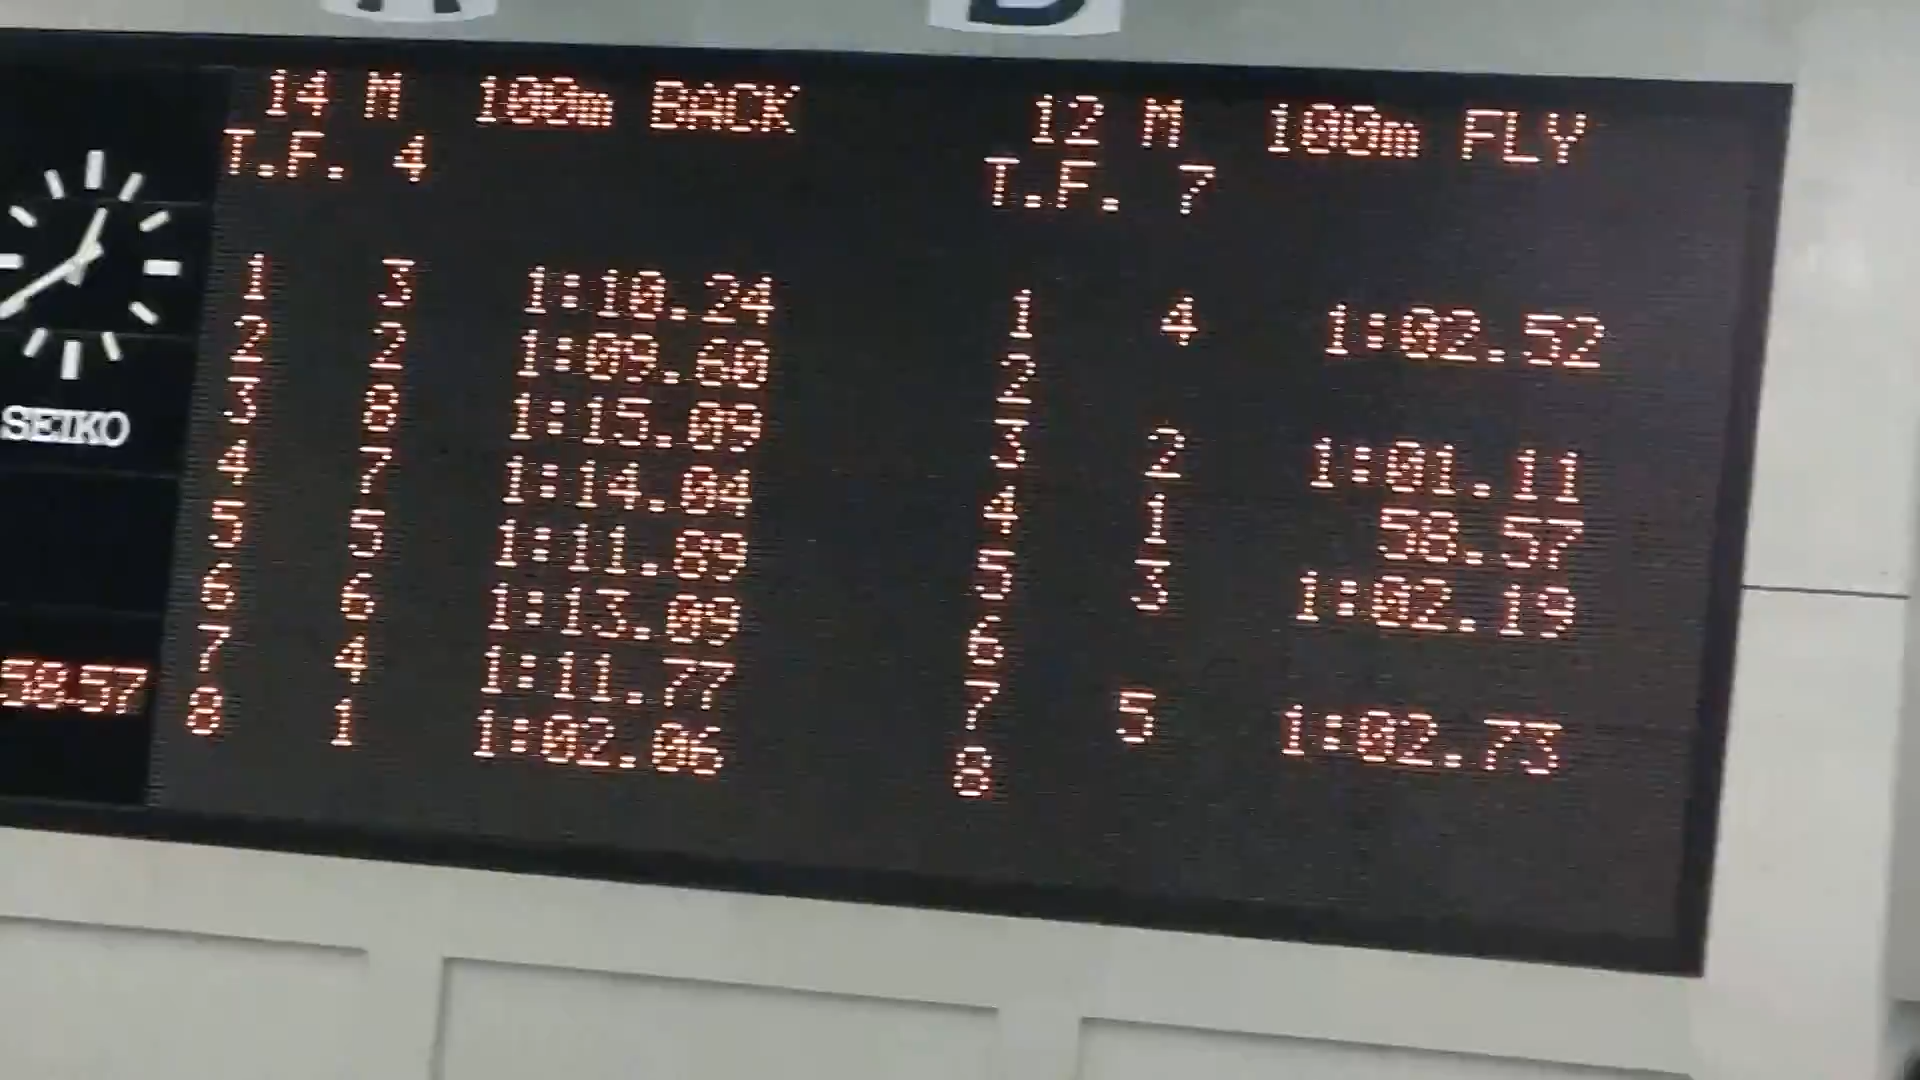 14 M 100m BACK
T.F. 4
1 3 1:10.24
2 2 1:09.60
3 8 1:15.09
4 7 1:14.04
5 5 1:11.89
6 6 1:13.09
7 4 1:11.77
8 1 1:02.06
12 M 100m FLY
T.F. 7
1 4 1:02.52
2
3 2 1:01.11
4 1 58.57
5 3 1:02.19
6
7 5 1:02.73
8
SEIKO
58.57